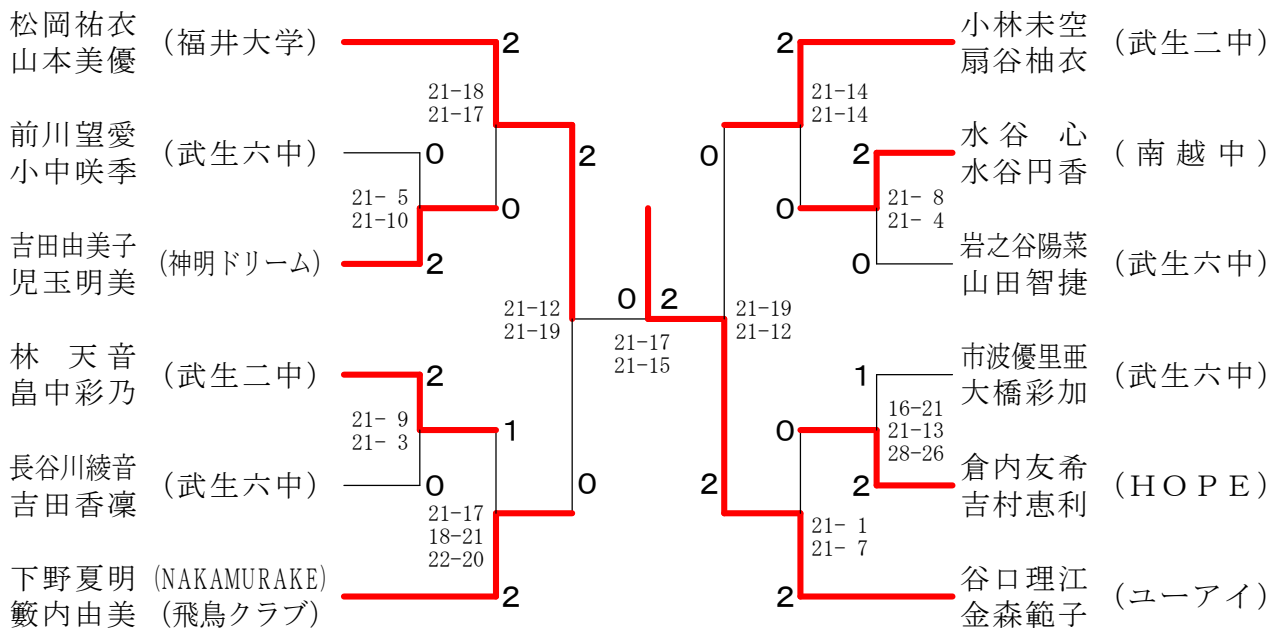 松岡祐衣
山本美優
(福井大学)
2
21-18
21-17
前川望愛
小中咲季
(武生六中)
0
2
21- 5
21-10
0
吉田由美子
児玉明美
(神明ドリーム)
2
21-12
21-19
林 天音
畠中彩乃
(武生二中)
2
21- 9
21- 3
1
長谷川綾音
吉田香凜
(武生六中)
0
0
21-17
18-21
22-20
下野夏明
籔内由美
(NAKAMURAKE)
(飛鳥クラブ)
2
0 2
21-17
21-15
2
小林未空
扇谷柚衣
(武生二中)
21-14
21-14
0
2
水谷 心
水谷円香
(南越中)
0
21- 8
21- 4
0
岩之谷陽菜
山田智捷
(武生六中)
21-19
21-12
1
市波優里亜
大橋彩加
(武生六中)
16-21
21-13
28-26
0
2
2
倉内友希
吉村恵利
(HOPE)
21- 1
21- 7
2
谷口理江
金森範子
(ユーアイ)